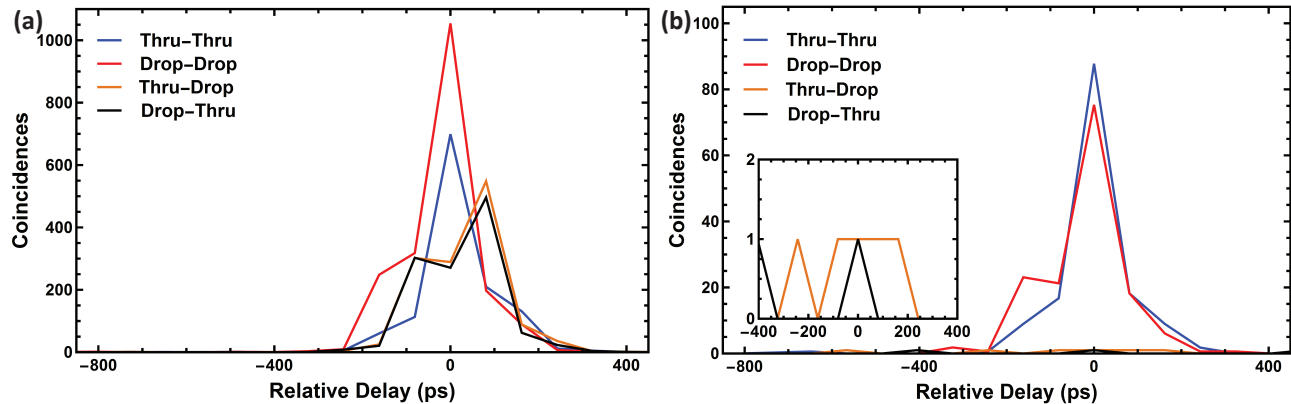 (a)
Thru-Thru
Drop-Drop
Thru-Drop
Drop-Thru
Coincidences
1000
800
600
400
200
0
-800
-400
0
400
Relative Delay (ps)
(b)
Thru-Thru
Drop-Drop
Thru-Drop
Drop-Thru
Coincidences
100
80
60
40
20
0
-800
-400
0
400
Relative Delay (ps)
2
1
0
-400
-200
0
200
400